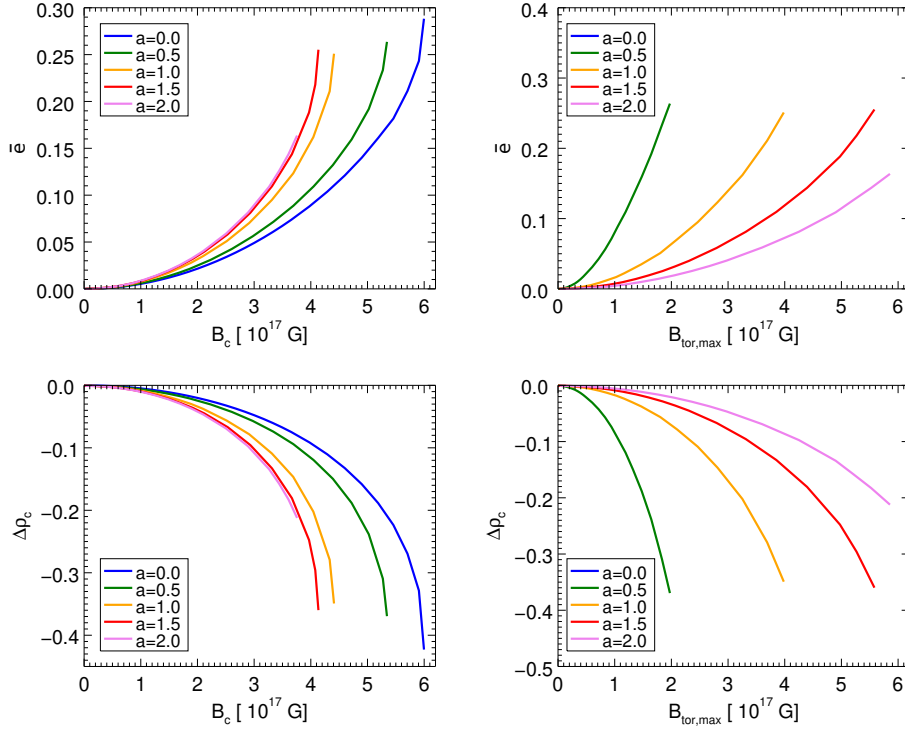 0.30
0.25
0.20
0.15
0.10
0.05
0.00
ē
0 1 2 3 4 5 6
B_c [ 10^17 G]
a=0.0
a=0.5
a=1.0
a=1.5
a=2.0
0.4
0.3
0.2
0.1
0.0
ē
0 1 2 3 4 5 6
B_tor,max [ 10^17 G]
a=0.0
a=0.5
a=1.0
a=1.5
a=2.0
0.0
−0.1
−0.2
−0.3
−0.4
Δρ_c
0 1 2 3 4 5 6
B_c [ 10^17 G]
a=0.0
a=0.5
a=1.0
a=1.5
a=2.0
0.0
−0.1
−0.2
−0.3
−0.4
−0.5
Δρ_c
0 1 2 3 4 5 6
B_tor,max [ 10^17 G]
a=0.0
a=0.5
a=1.0
a=1.5
a=2.0